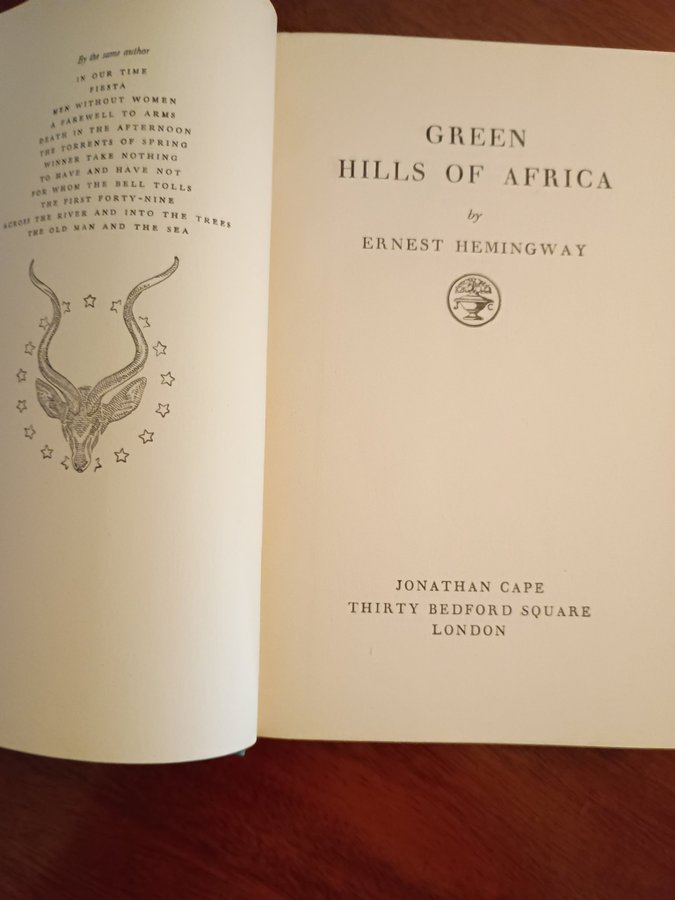 By the same author
IN OUR TIME
FIESTA
MEN WITHOUT WOMEN
A FAREWELL TO ARMS
DEATH IN THE AFTERNOON
THE TORRENTS OF SPRING
WINNER TAKE NOTHING
TO HAVE AND HAVE NOT
FOR WHOM THE BELL TOLLS
THE FIRST FORTY-NINE
ACROSS THE RIVER AND INTO THE TREES
THE OLD MAN AND THE SEA
GREEN
HILLS OF AFRICA
by
ERNEST HEMINGWAY
J C
JONATHAN CAPE
THIRTY BEDFORD SQUARE
LONDON